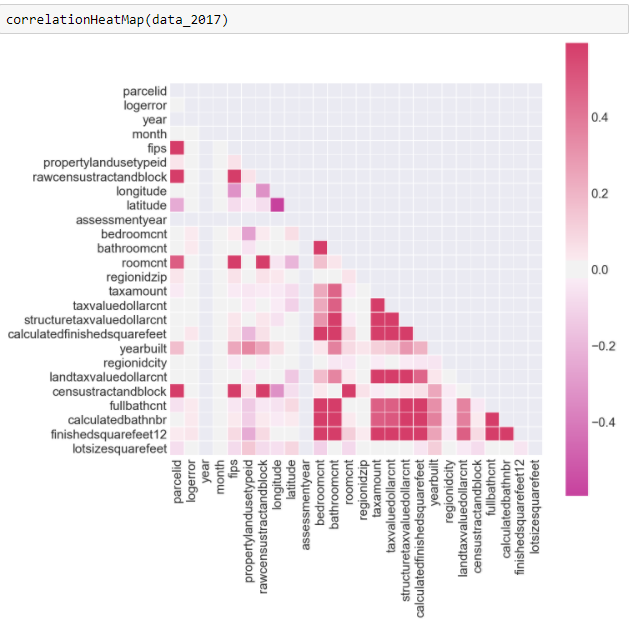 correlationHeatMap(data_2017)
parcelid
logerror
year
month
fips
propertylandusetypeid
rawcensustractandblock
longitude
latitude
assessmentyear
bedroomcnt
bathroomcnt
roomcnt
regionidzip
taxamount
taxvaluedollarcnt
structuretaxvaluedollarcnt
calculatedfinishedsquarefeet
yearbuilt
regionidcity
landtaxvaluedollarcnt
censustractandblock
fullbathcnt
calculatedbathnbr
finishedsquarefeet12
lotsizesquarefeet
parcelid
logerror
year
month
fips
propertylandusetypeid
rawcensustractandblock
longitude
latitude
assessmentyear
bedroomcnt
bathroomcnt
roomcnt
regionidzip
taxamount
taxvaluedollarcnt
structuretaxvaluedollarcnt
calculatedfinishedsquarefeet
yearbuilt
regionidcity
landtaxvaluedollarcnt
censustractandblock
fullbathcnt
calculatedbathnbr
finishedsquarefeet12
lotsizesquarefeet
0.4
0.2
0.0
−0.2
−0.4